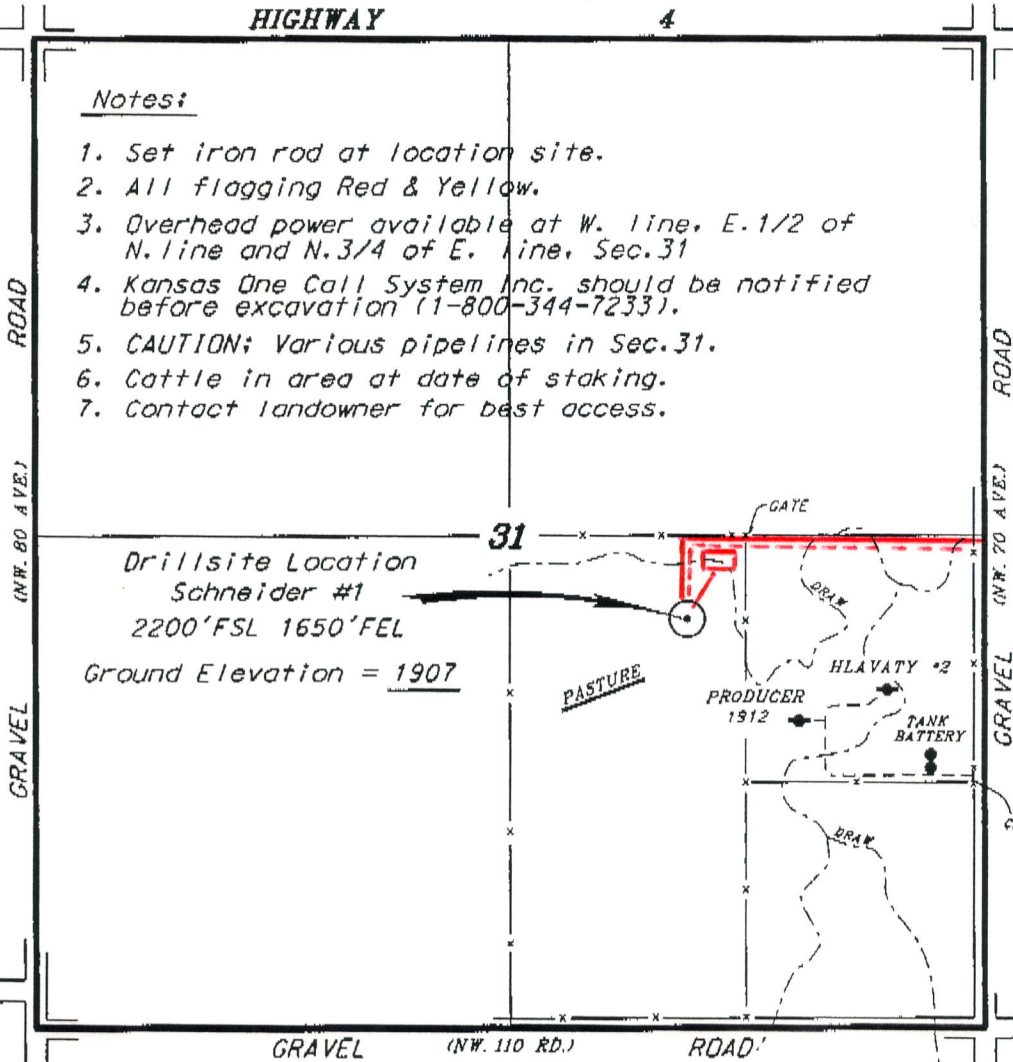 HIGHWAY 4
Notes:
1. Set iron rod at location site.
2. All flagging Red & Yellow.
3. Overhead power available at W. line, E.1/2 of
N.line and N.3/4 of E. line, Sec.31
4. Kansas One Call System Inc. should be notified
before excavation (1-800-344-7233).
5. CAUTION: Various pipelines in Sec.31.
6. Cattle in area at date of staking.
7. Contact landowner for best access.
GRAVEL (NW. 80 AVE.) ROAD
GRAVEL (NW. 70 AVE.) ROAD
GATE
31
Drillsite Location
Schneider #1
2200'FSL 1650'FEL
Ground Elevation = 1907
DRAW
PASTURE
HLAVATY #2
PRODUCER
1912
TANK
BATTERY
DRAW
GRAVEL (NW. 110 RD.) ROAD